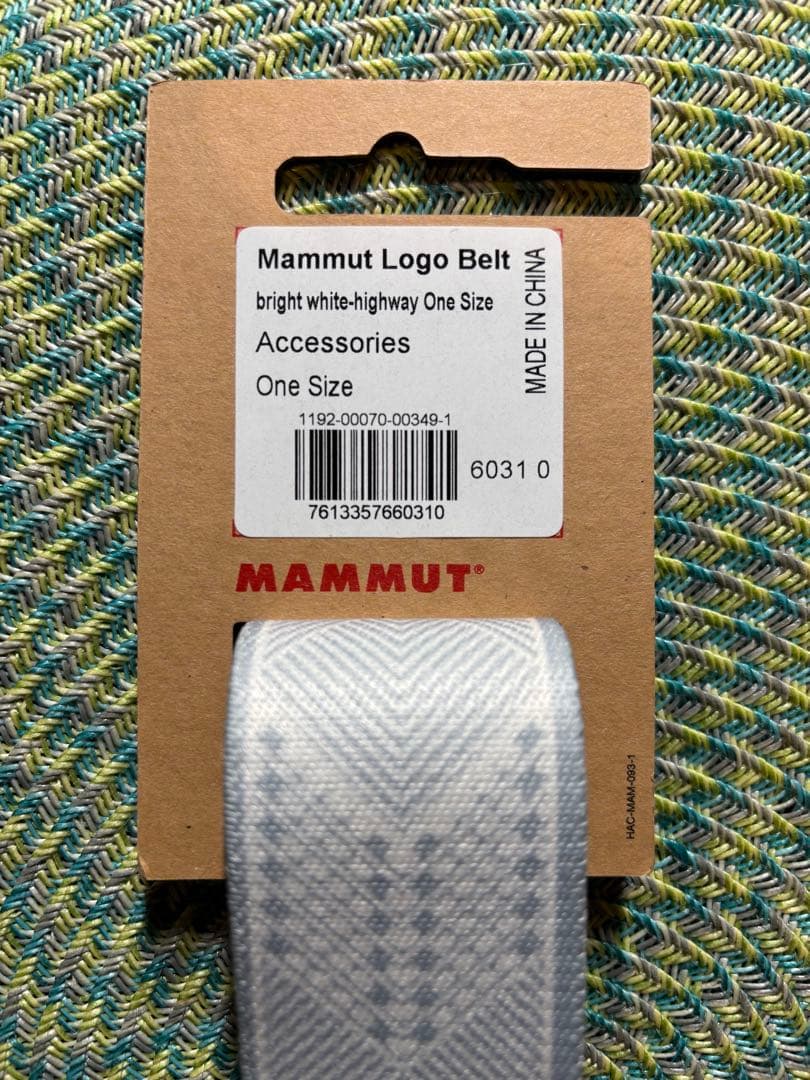 Mammut Logo Belt
bright white-highway One Size
Accessories
One Size
MADE IN CHINA
1192-00070-00349-1
6031 0
7613357660310
MAMMUT®
HAC-MAM-093-1